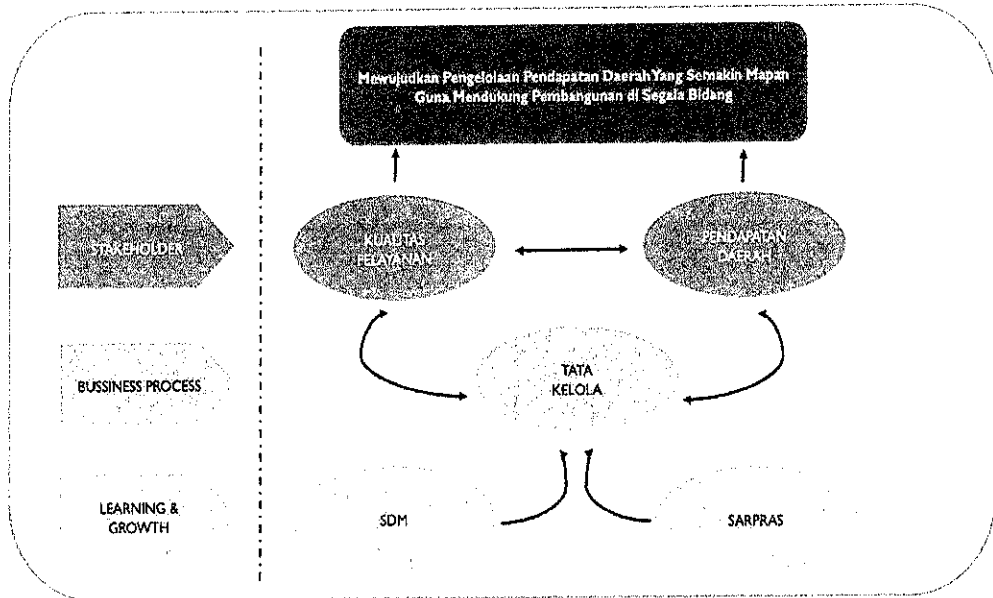 Mewujudkan Pengelolaan Pendapatan Daerah Yang Semakin Mapan
Guna Mendukung Pembangunan di Segala Bidang
STAKEHOLDER
KUALITAS
PELAYANAN
PENDAPATAN
DAERAH
BUSSINESS PROCESS
TATA
KELOLA
LEARNING &
GROWTH
SDM
SARPRAS